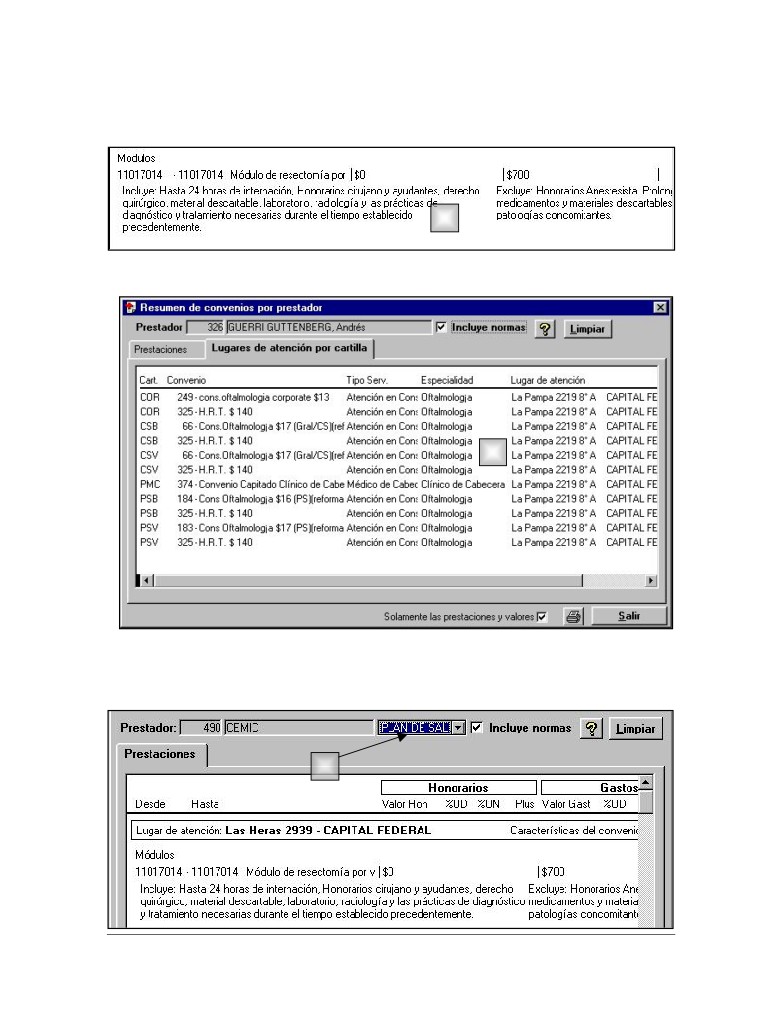 Modulos
11017014 - 11017014 Módulo de resectomía por $0 $700
Incluye: Hasta 24 horas de internación, Honorarios cirujano y ayudantes, derecho Excluye: Honorarios Anestesista. Prolong
quirúrgico, material descartable, laboratorio, radiología y las prácticas de medicamentos y materiales descartables
diagnóstico y tratamiento necesarias durante el tiempo establecido patologías concomitantes.
precedentemente.
Resumen de convenios por prestador
Prestador 326 GUERRI GUTTENBERG, Andrés Incluye normas ? Limpiar
Prestaciones Lugares de atención por cartilla
Cart. Convenio Tipo Serv. Especialidad Lugar de atención
COR 249 - cons.oftalmologia corporate $13 Atención en Con: Oftalmologja La Pampa 2219 8° A CAPITAL FE
COR 325 - H.R.T. $ 140 Atención en Con: Oftalmologja La Pampa 2219 8° A CAPITAL FE
CSB 66 - Cons.Oftalmologja $17 (Gral/CS)(ref Atención en Con: Oftalmologja La Pampa 2219 8° A CAPITAL FE
CSB 325 - H.R.T. $ 140 Atención en Con: Oftalmologja La Pampa 2219 8° A CAPITAL FE
CSV 66 - Cons.Oftalmologja $17 (Gral/CS)(ref Atención en Con: Oftalmologja La Pampa 2219 8° A CAPITAL FE
CSV 325 - H.R.T. $ 140 Atención en Con: Oftalmologja La Pampa 2219 8° A CAPITAL FE
PMC 374 - Convenio Capitado Clínico de Cabe Médico de Cabec Clínico de Cabecera La Pampa 2219 8° A CAPITAL FE
PSB 184 - Cons Oftalmologja $16 (PS)(reforma Atención en Con: Oftalmologja La Pampa 2219 8° A CAPITAL FE
PSB 325 - H.R.T. $ 140 Atención en Con: Oftalmologja La Pampa 2219 8° A CAPITAL FE
PSV 183 - Cons Oftalmologja $17 (PS)(reforma Atención en Con: Oftalmologja La Pampa 2219 8° A CAPITAL FE
PSV 325 - H.R.T. $ 140 Atención en Con: Oftalmologja La Pampa 2219 8° A CAPITAL FE
Solamente las prestaciones y valores Salir
Prestador: 490 CEMIC PLAN DE SAL Incluye normas ? Limpiar
Prestaciones
Honorarios Gastos
Desde Hasta Valor Hon %UD %UN Plus Valor Gast %UD
Lugar de atención: Las Heras 2939 - CAPITAL FEDERAL Características del convenio
Módulos
11017014 - 11017014 Módulo de resectomía por v $0 $700
Incluye: Hasta 24 horas de internación, Honorarios cirujano y ayudantes, derecho Excluye: Honorarios Ane
quirúrgico, material descartable, laboratorio, radiología y las prácticas de diagnóstico medicamentos y materia
y tratamiento necesarias durante el tiempo establecido precedentemente. patologías concomitant